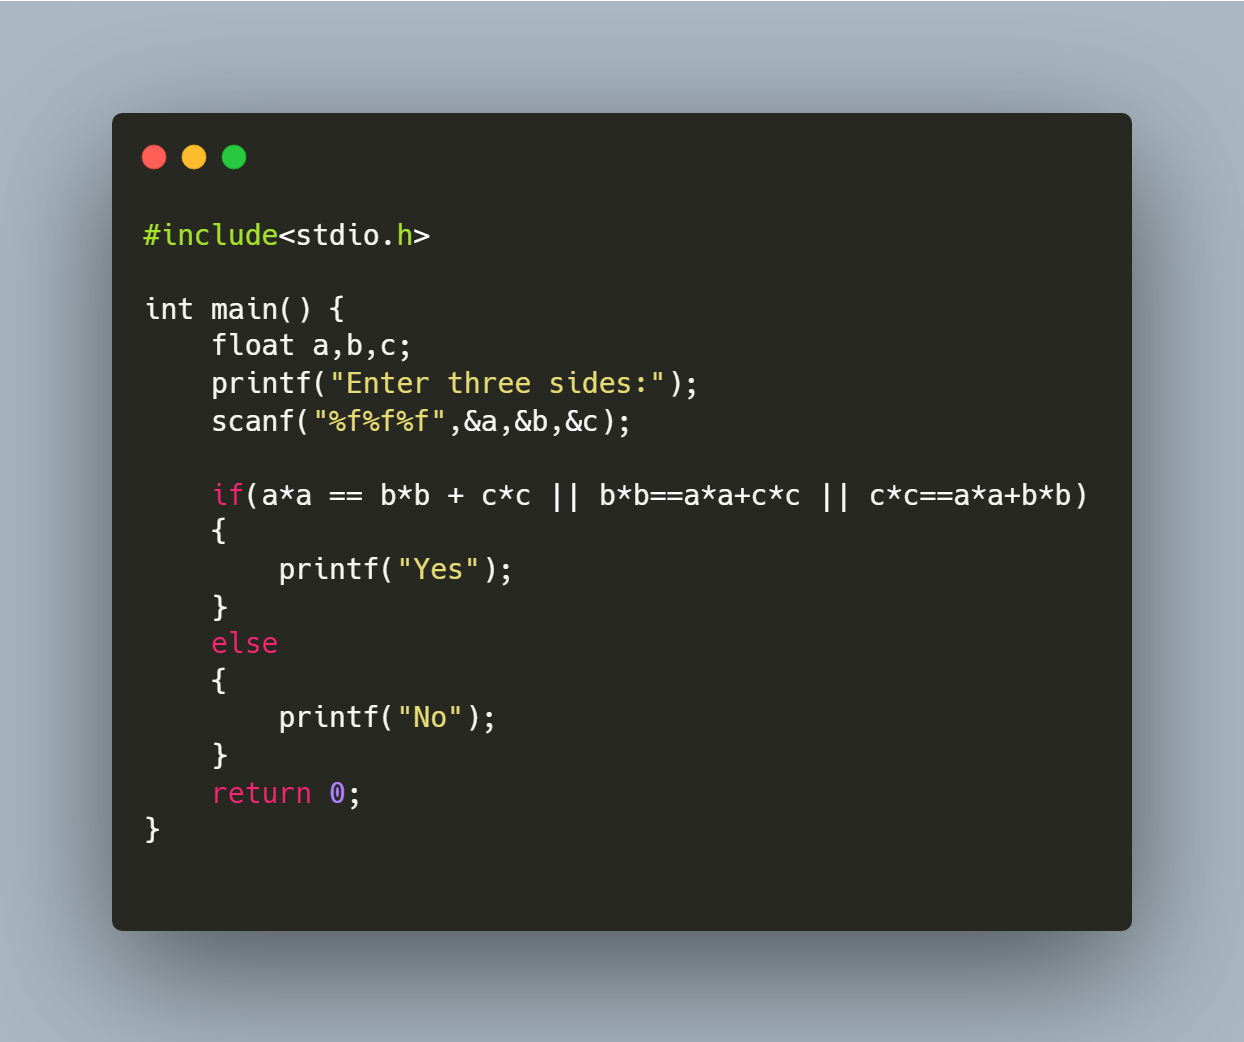 #include<stdio.h>

int main() {
    float a,b,c;
    printf("Enter three sides:");
    scanf("%f%f%f",&a,&b,&c);

    if(a*a == b*b + c*c || b*b==a*a+c*c || c*c==a*a+b*b)
    {
        printf("Yes");
    }
    else
    {
        printf("No");
    }
    return 0;
}